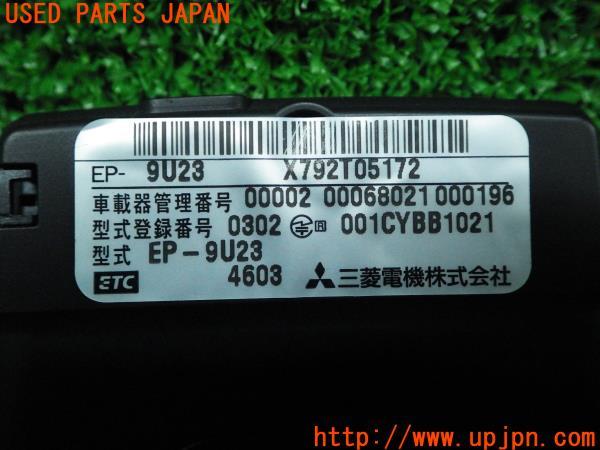 USED PARTS JAPAN
EP- 9U23 X792T05172
車載器管理番号 00002 00068021 000196
型式登録番号 0302 001CYBB1021
型式 EP-9U23
4603
ETC 三菱電機株式会社
http://www.upjpn.com